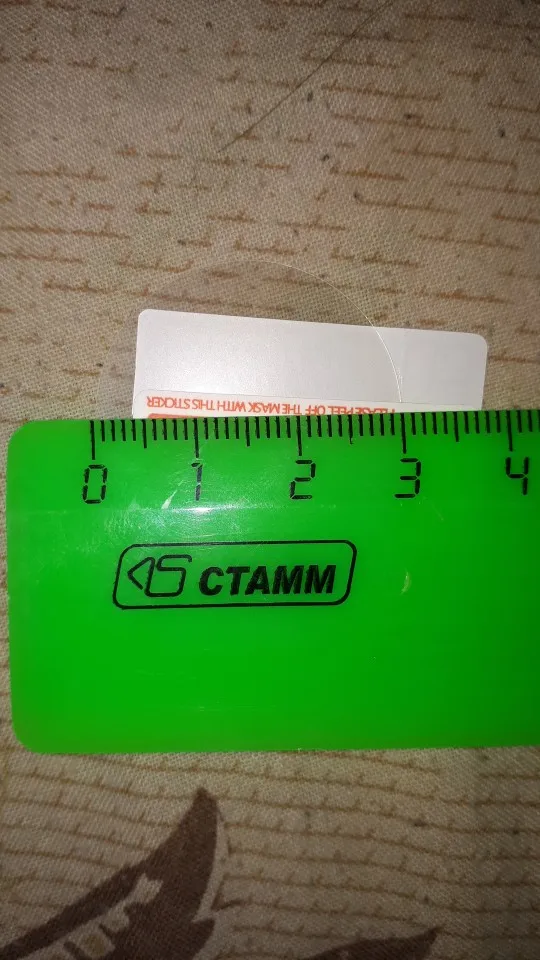 PLEASE PEEL OFF THE MASK WITH THIS STICKER
0 1 2 3 4
СТАММ